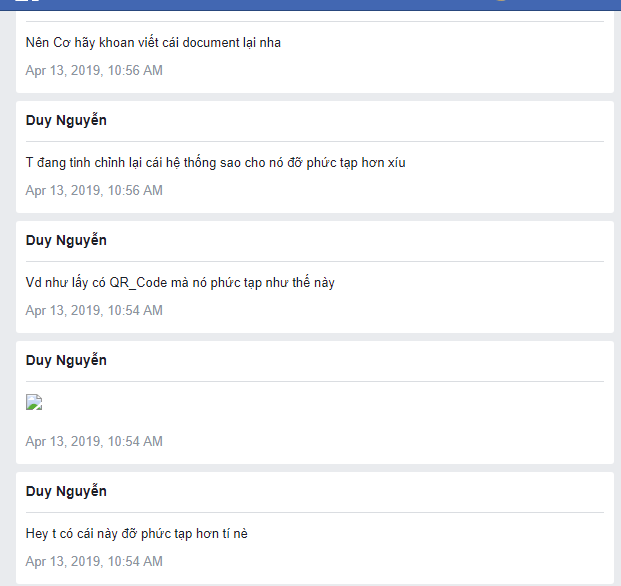 Nên Cơ hãy khoan viết cái document lại nha
Apr 13, 2019, 10:56 AM
Duy Nguyễn
T đang tinh chỉnh lại cái hệ thống sao cho nó đỡ phức tạp hơn xíu
Apr 13, 2019, 10:56 AM
Duy Nguyễn
Vd như lấy có QR_Code mà nó phức tạp như thế này
Apr 13, 2019, 10:54 AM
Duy Nguyễn
Apr 13, 2019, 10:54 AM
Duy Nguyễn
Hey t có cái này đỡ phức tạp hơn tí nè
Apr 13, 2019, 10:54 AM